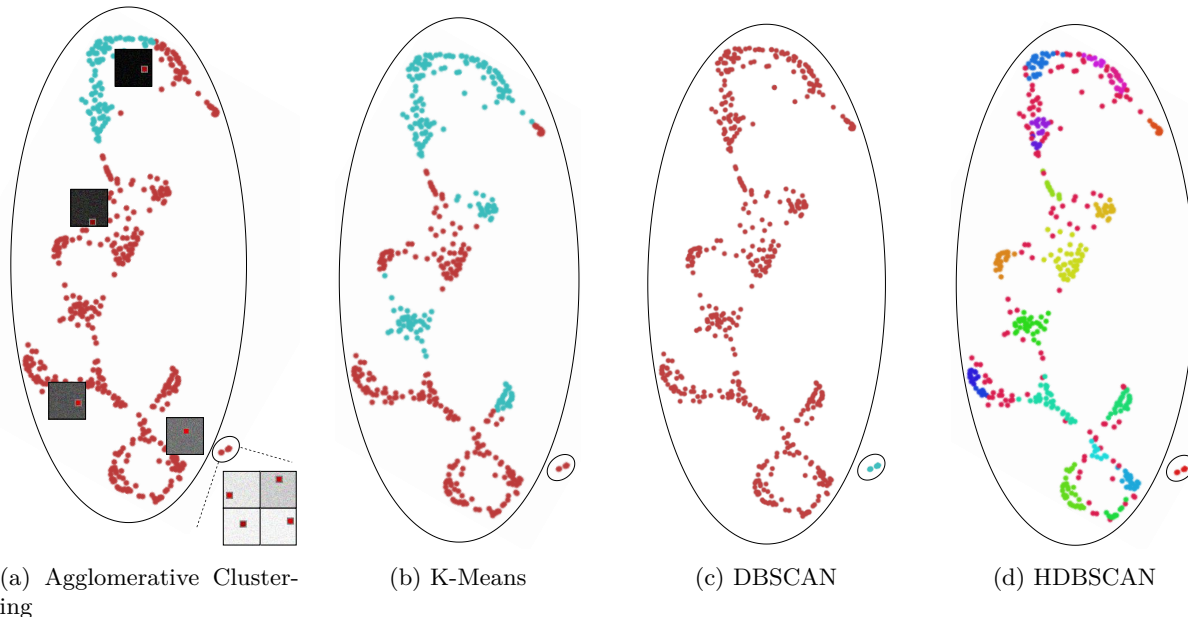 (a) Agglomerative Cluster-
ing
(b) K-Means
(c) DBSCAN
(d) HDBSCAN